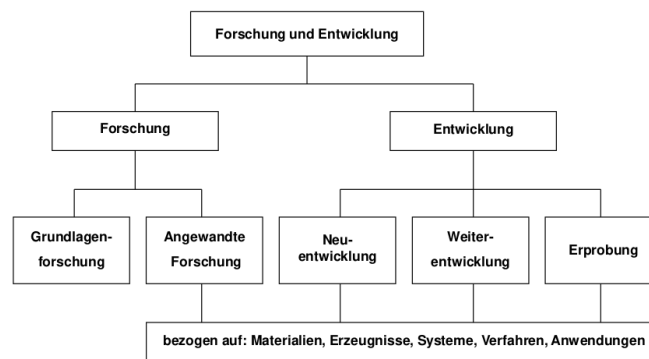 Forschung und Entwicklung
Forschung
Entwicklung
Grundlagen-
forschung
Angewandte
Forschung
Neu-
entwicklung
Weiter-
entwicklung
Erprobung
bezogen auf: Materialien, Erzeugnisse, Systeme, Verfahren, Anwendungen